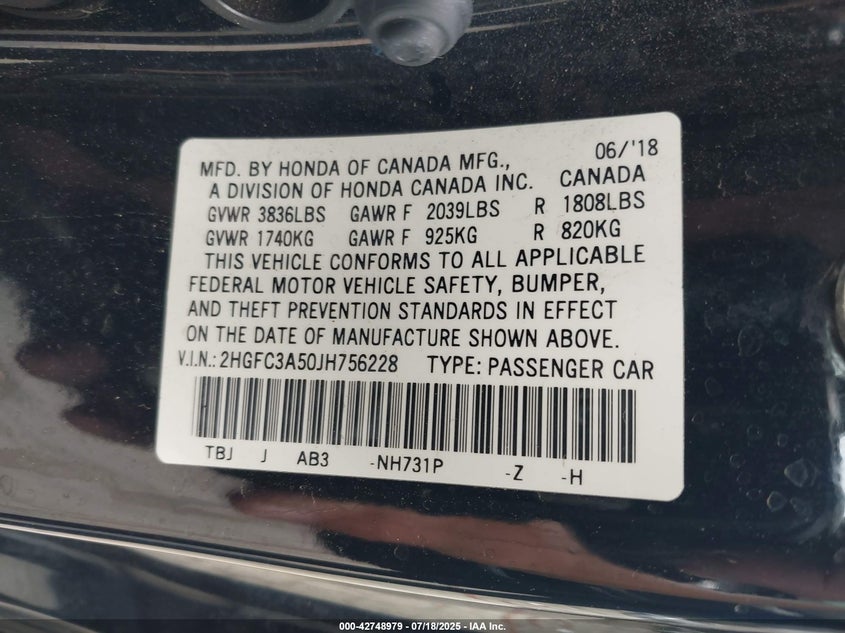 MFD. BY HONDA OF CANADA MFG., 06/'18
A DIVISION OF HONDA CANADA INC. CANADA
GVWR 3836LBS GAWR F 2039LBS R 1808LBS
GVWR 1740KG GAWR F 925KG R 820KG
THIS VEHICLE CONFORMS TO ALL APPLICABLE
FEDERAL MOTOR VEHICLE SAFETY, BUMPER,
AND THEFT PREVENTION STANDARDS IN EFFECT
ON THE DATE OF MANUFACTURE SHOWN ABOVE.
V.I.N.: 2HGFC3A50JH756228 TYPE: PASSENGER CAR
TBJ J AB3 -NH731P -Z -H
000-42748979 - 07/18/2025 - IAA Inc.